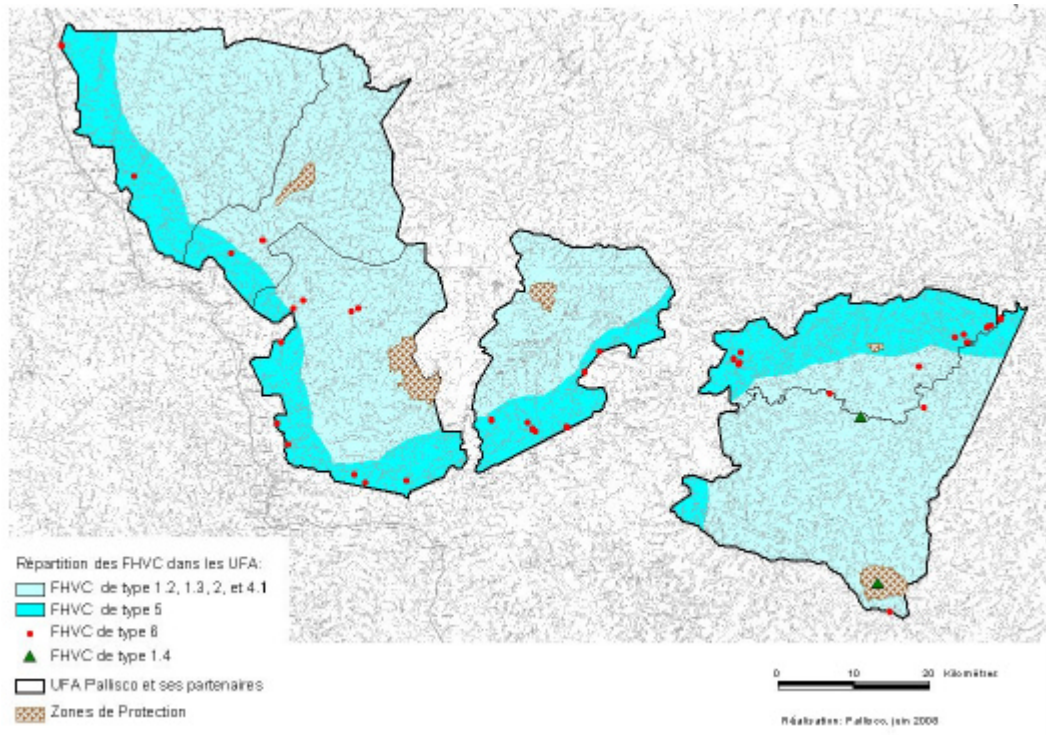 Répartition des FHVC dans les UFA:
FHVC de type 1.2, 1.3, 2, et 4.1
FHVC de type 5
FHVC de type 6
FHVC de type 1.4
UFA Pallisco et ses partenaires
Zones de Protection
0 10 20 Kilomètres
Réalisation: Pallisco, juin 2008